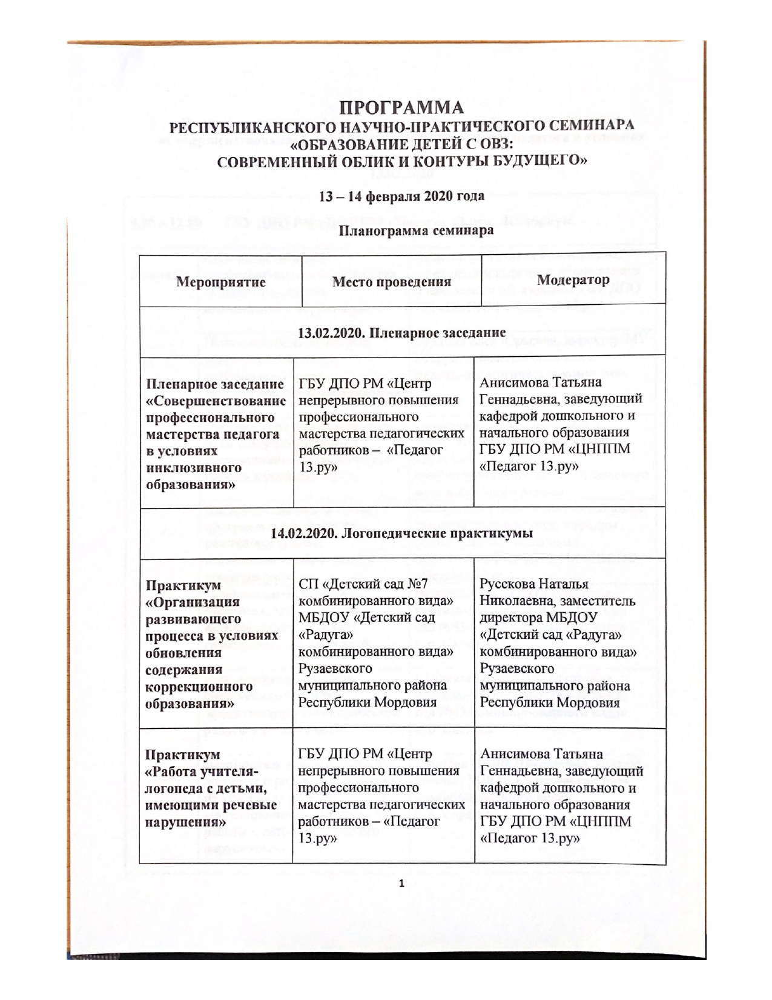 ПРОГРАММА
РЕСПУБЛИКАНСКОГО НАУЧНО-ПРАКТИЧЕСКОГО СЕМИНАРА
«ОБРАЗОВАНИЕ ДЕТЕЙ С ОВЗ:
СОВРЕМЕННЫЙ ОБЛИК И КОНТУРЫ БУДУЩЕГО»
13 – 14 февраля 2020 года
Планограмма семинара
Мероприятие
Место проведения
Модератор
13.02.2020. Пленарное заседание
Пленарное заседание
«Совершенствование
профессионального
мастерства педагога
в условиях
инклюзивного
образования»
ГБУ ДПО РМ «Центр
непрерывного повышения
профессионального
мастерства педагогических
работников – «Педагог
13.ру»
Анисимова Татьяна
Геннадьевна, заведующий
кафедрой дошкольного и
начального образования
ГБУ ДПО РМ «ЦНППМ
«Педагог 13.ру»
14.02.2020. Логопедические практикумы
Практикум
«Организация
развивающего
процесса в условиях
обновления
содержания
коррекционного
образования»
СП «Детский сад №7
комбинированного вида»
МБДОУ «Детский сад
«Радуга»
комбинированного вида»
Рузаевского
муниципального района
Республики Мордовия
Русскова Наталья
Николаевна, заместитель
директора МБДОУ
«Детский сад «Радуга»
комбинированного вида»
Рузаевского
муниципального района
Республики Мордовия
Практикум
«Работа учителя-
логопеда с детьми,
имеющими речевые
нарушения»
ГБУ ДПО РМ «Центр
непрерывного повышения
профессионального
мастерства педагогических
работников – «Педагог
13.ру»
Анисимова Татьяна
Геннадьевна, заведующий
кафедрой дошкольного и
начального образования
ГБУ ДПО РМ «ЦНППМ
«Педагог 13.ру»
1